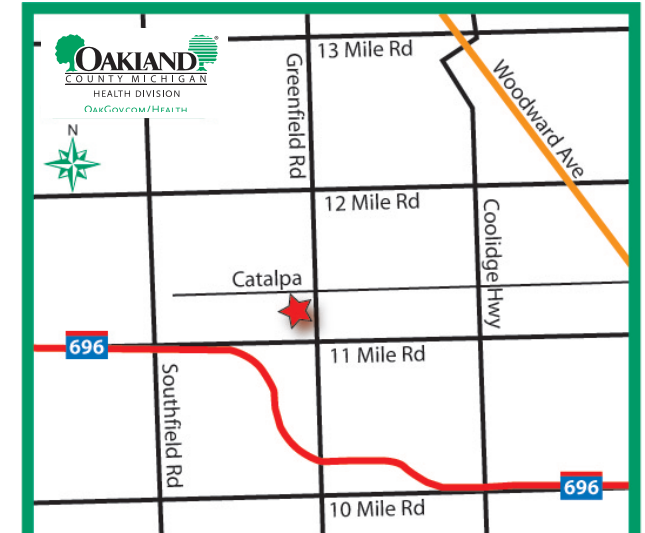 OAKLAND®
COUNTY MICHIGAN
HEALTH DIVISION
OAKGOV.COM/HEALTH
N
13 Mile Rd
Greenfield Rd
Woodward Ave
12 Mile Rd
Coolidge Hwy
Catalpa
696
11 Mile Rd
Southfield Rd
696
10 Mile Rd